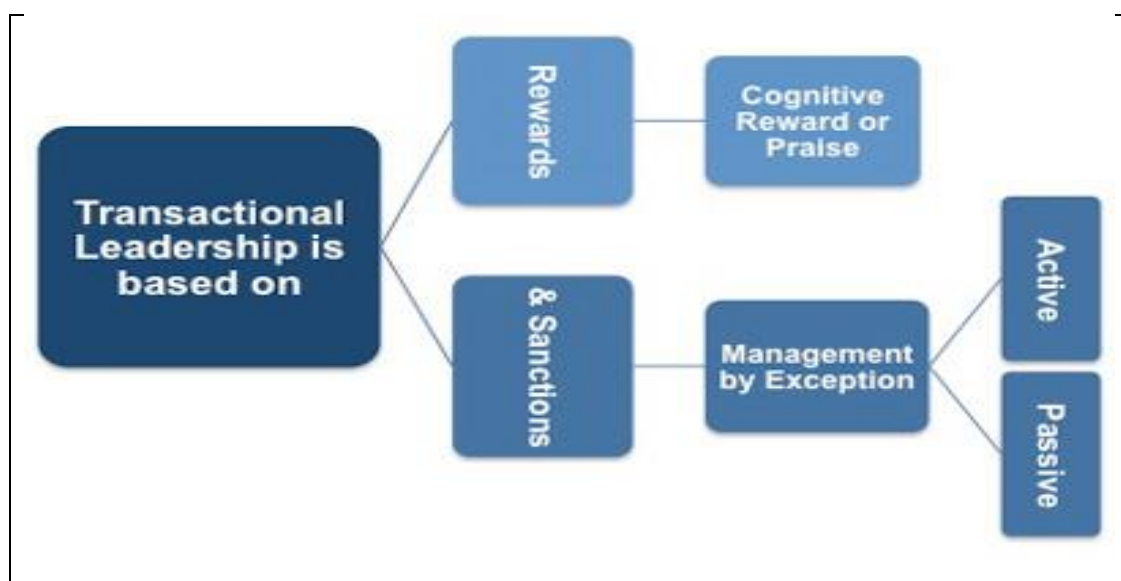 Transactional
Leadership is
based on
Rewards
Cognitive
Reward or
Praise
& Sanctions
Management
by Exception
Active
Passive